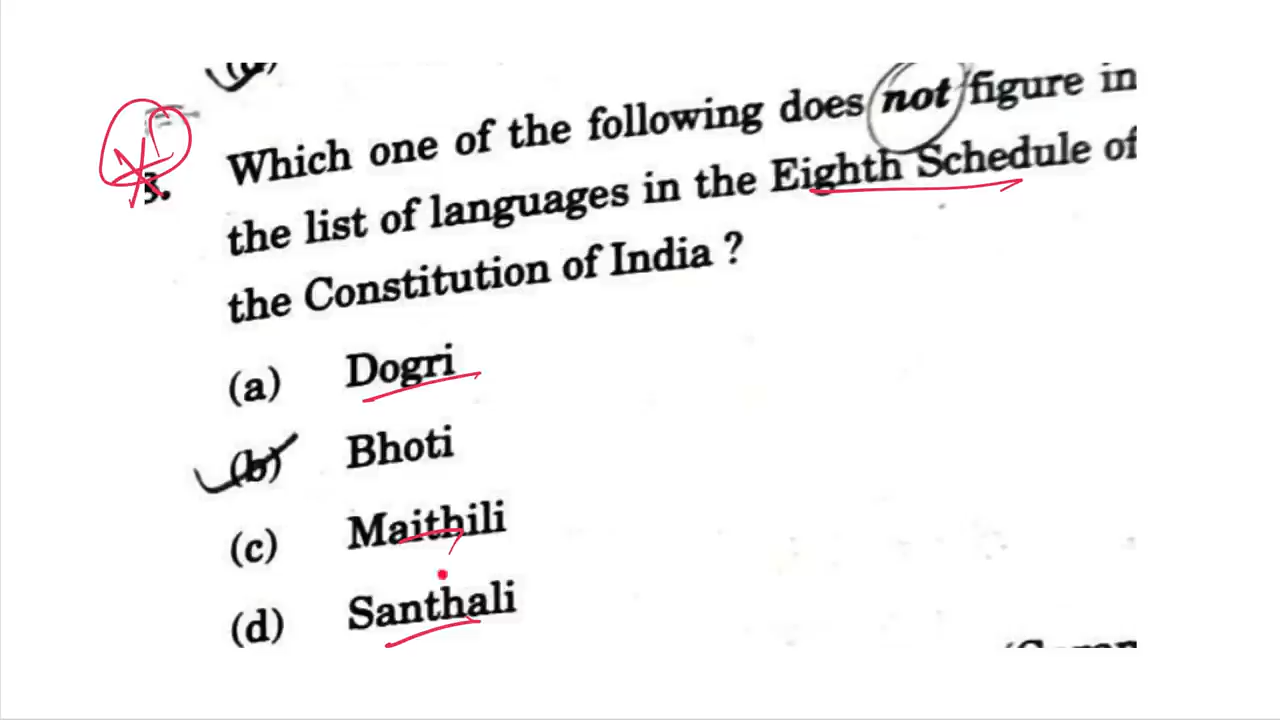 3. Which one of the following does not figure in
the list of languages in the Eighth Schedule of
the Constitution of India ?
(a) Dogri
(b) Bhoti
(c) Maithili
(d) Santhali